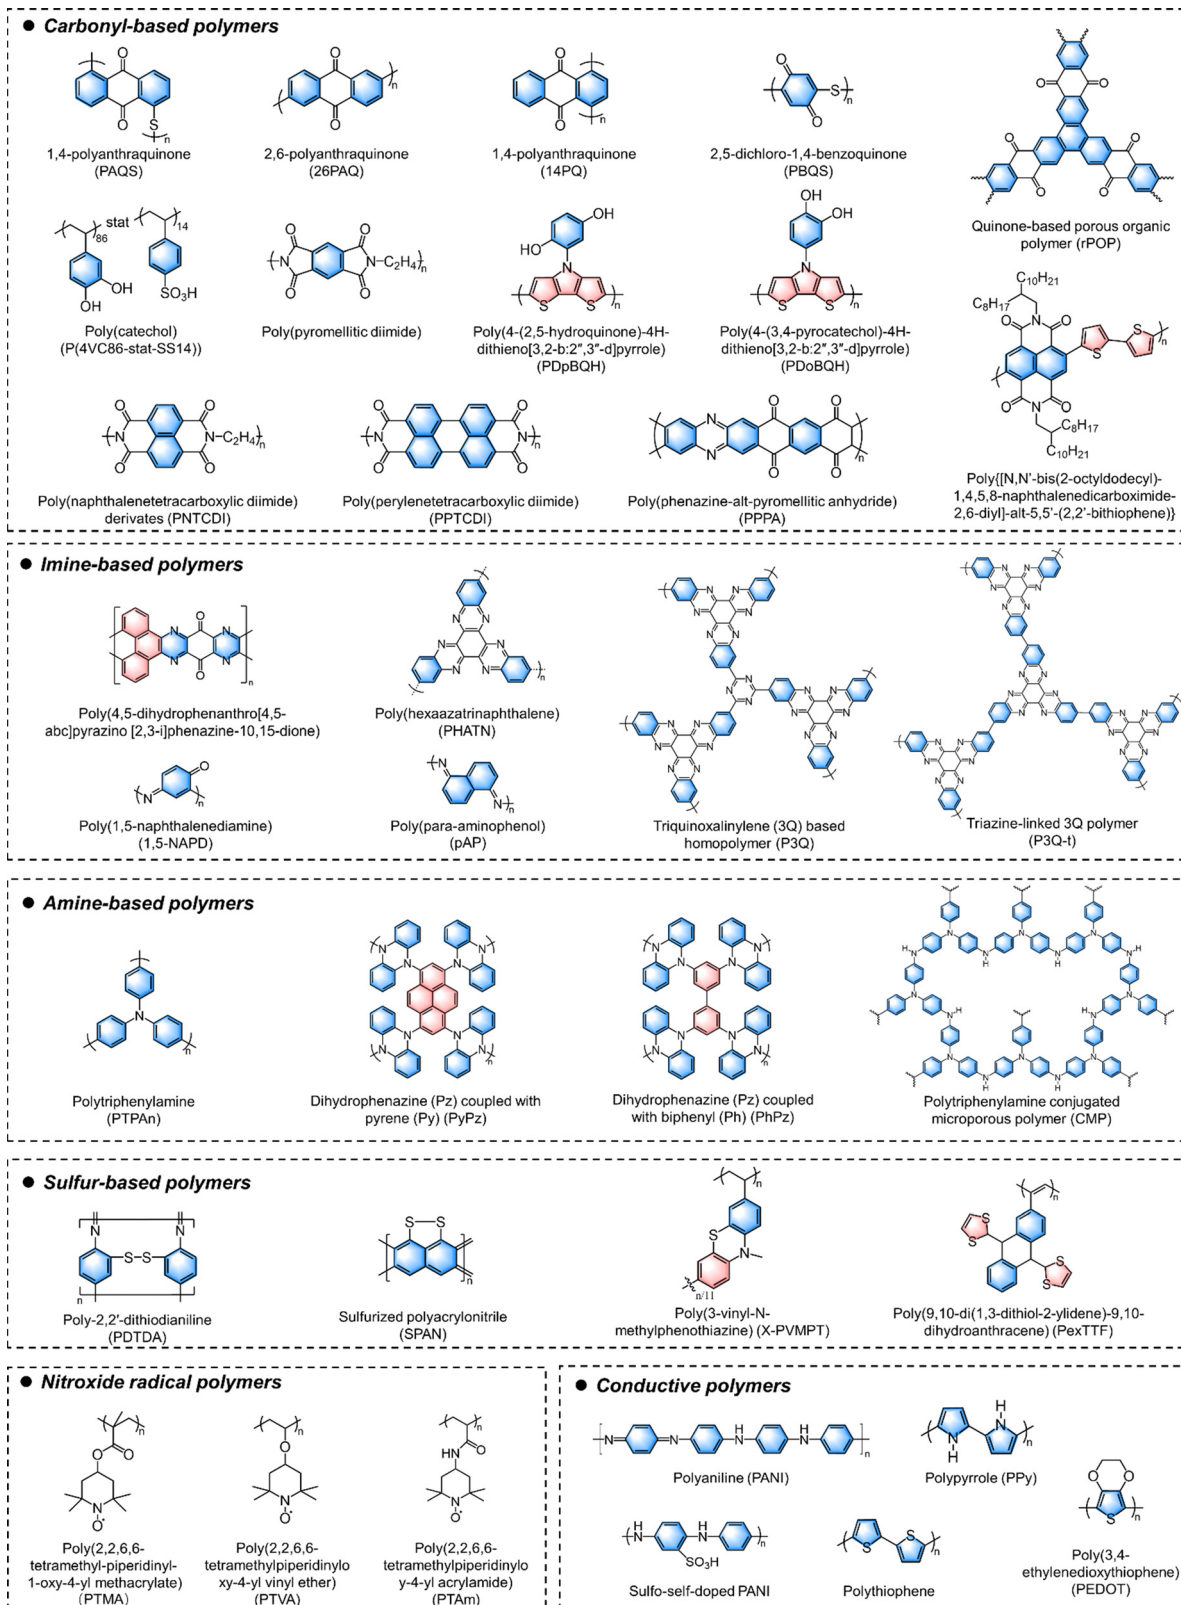 ● Carbonyl-based polymers
1,4-polyanthraquinone
(PAQS)
2,6-polyanthraquinone
(26PAQ)
1,4-polyanthraquinone
(14PQ)
2,5-dichloro-1,4-benzoquinone
(PBQS)
Quinone-based porous organic
polymer (rPOP)
stat
86
14
OH
OH
SO₃H
Poly(catechol)
(P(4VC86-stat-SS14))
Poly(pyromellitic diimide)
Poly(4-(2,5-hydroquinone)-4H-
dithieno[3,2-b:2″,3″-d]pyrrole)
(PDpBQH)
Poly(4-(3,4-pyrocatechol)-4H-
dithieno[3,2-b:2″,3″-d]pyrrole)
(PDoBQH)
C₁₀H₂₁
C₈H₁₇
C₈H₁₇
C₁₀H₂₁
Poly{[N,N'-bis(2-octyldodecyl)-
1,4,5,8-naphthalenedicarboximide-
2,6-diyl]-alt-5,5'-(2,2'-bithiophene)}
Poly(naphthalenetetracarboxylic diimide)
derivates (PNTCDI)
Poly(perylenetetracarboxylic diimide)
(PPTCDI)
Poly(phenazine-alt-pyromellitic anhydride)
(PPPA)
● Imine-based polymers
Poly(4,5-dihydrophenanthro[4,5-
abc]pyrazino [2,3-i]phenazine-10,15-dione)
Poly(hexaazatrinaphthalene)
(PHATN)
Poly(1,5-naphthalenediamine)
(1,5-NAPD)
Poly(para-aminophenol)
(pAP)
Triquinoxalinylene (3Q) based
homopolymer (P3Q)
Triazine-linked 3Q polymer
(P3Q-t)
● Amine-based polymers
Polytriphenylamine
(PTPAn)
Dihydrophenazine (Pz) coupled with
pyrene (Py) (PyPz)
Dihydrophenazine (Pz) coupled
with biphenyl (Ph) (PhPz)
Polytriphenylamine conjugated
microporous polymer (CMP)
● Sulfur-based polymers
Poly-2,2'-dithiodianiline
(PDTDA)
Sulfurized polyacrylonitrile
(SPAN)
n/11
Poly(3-vinyl-N-
methylphenothiazine) (X-PVMPT)
Poly(9,10-di(1,3-dithiol-2-ylidene)-9,10-
dihydroanthracene) (PexTTF)
● Nitroxide radical polymers
Poly(2,2,6,6-
tetramethyl-piperidinyl-
1-oxy-4-yl methacrylate)
(PTMA)
Poly(2,2,6,6-
tetramethylpiperidinylo
xy-4-yl vinyl ether)
(PTVA)
Poly(2,2,6,6-
tetramethylpiperidinylo
y-4-yl acrylamide)
(PTAm)
● Conductive polymers
Polyaniline (PANI)
Polypyrrole (PPy)
SO₃H
Sulfo-self-doped PANI
Polythiophene
Poly(3,4-
ethylenedioxythiophene)
(PEDOT)